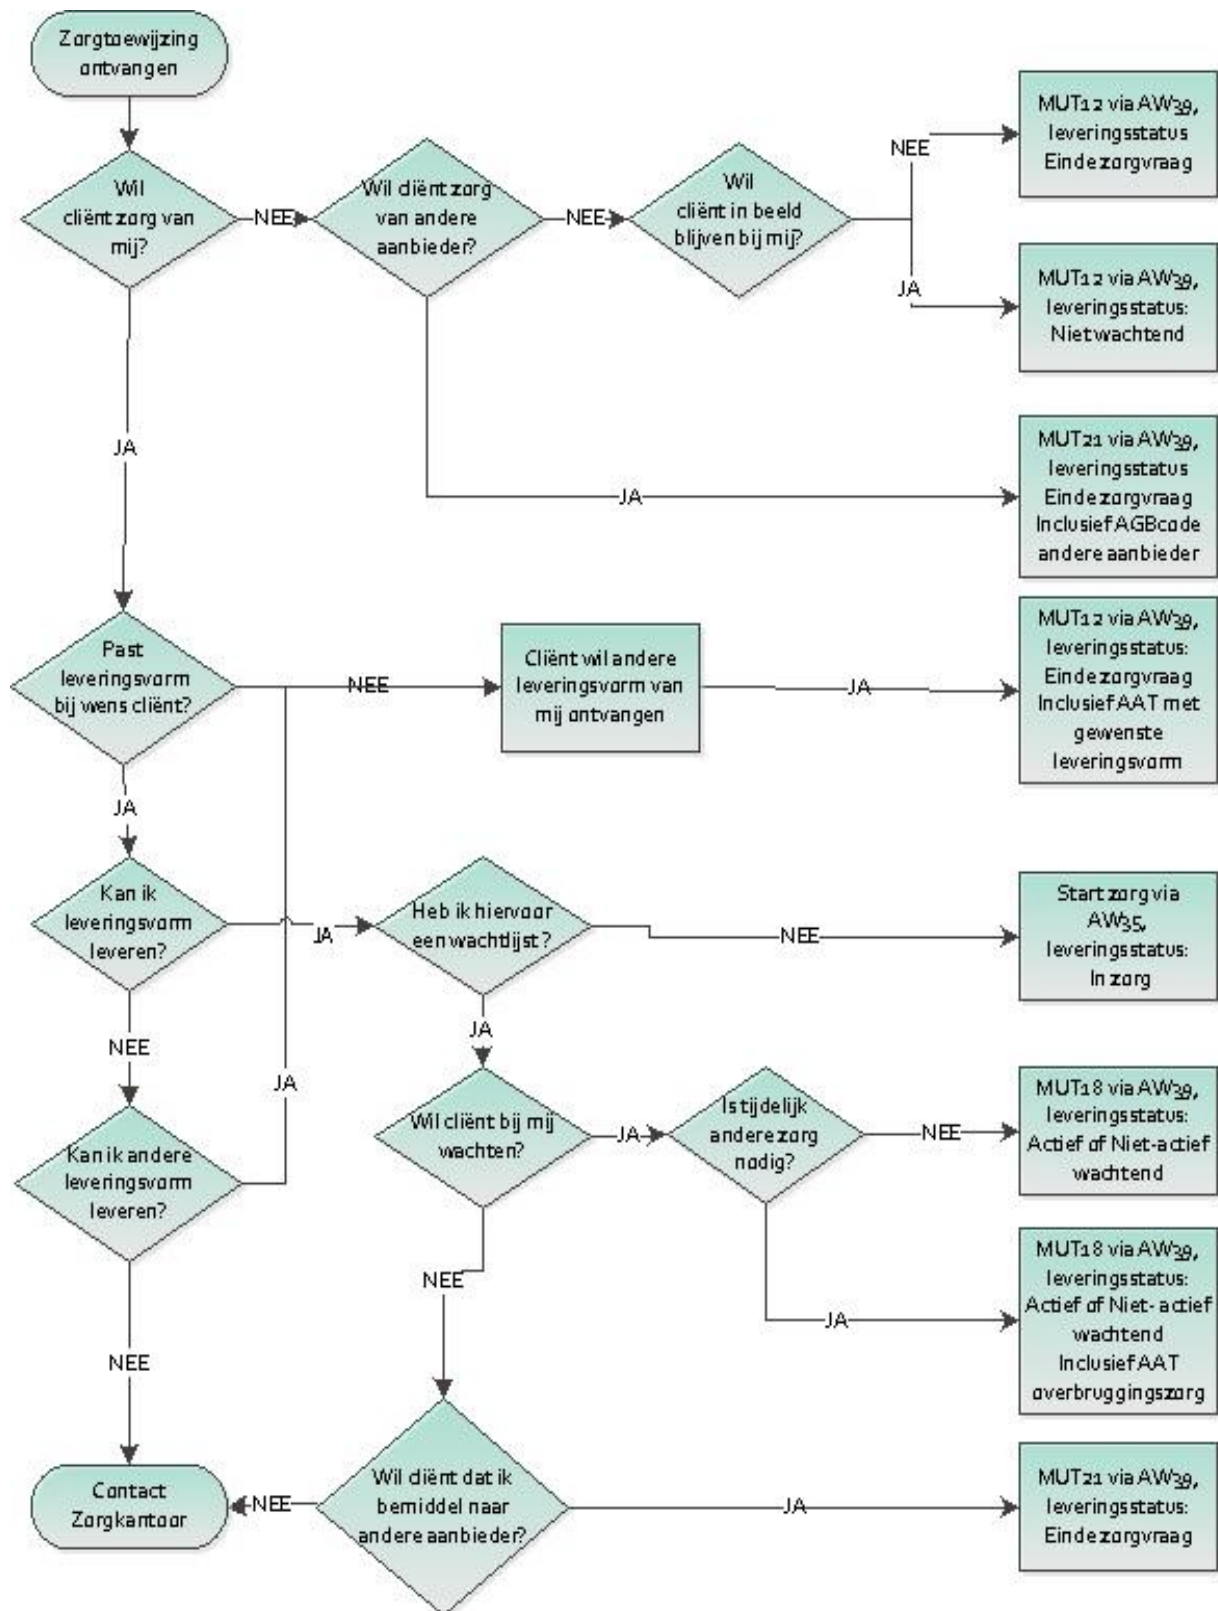 Zorgtoewijzing
ontvangen
Wil
cliënt zorg van
mij?
NEE
Wil cliënt zorg
van andere
aanbieder?
NEE
Wil
cliënt in beeld
blijven bij mij?
NEE
MUT12 via AW39,
leveringsstatus
Einde zorgvraag
JA
MUT12 via AW39,
leveringsstatus:
Niet wachtend
JA
MUT21 via AW39,
leveringsstatus
Einde zorgvraag
Inclusief AGBcode
andere aanbieder
JA
Past
leveringsvorm
bij wens cliënt?
NEE
Cliënt wil andere
leveringsvorm van
mij ontvangen
JA
MUT12 via AW39,
leveringsstatus:
Einde zorgvraag
Inclusief AAT met
gewenste
leveringsvorm
JA
Kan ik
leveringsvorm
leveren?
JA
Heb ik hiervoor
een wachtlijst?
NEE
Start zorg via
AW35,
leveringsstatus:
In zorg
NEE
JA
JA
Kan ik andere
leveringsvorm
leveren?
Wil cliënt bij mij
wachten?
JA
Is tijdelijk
andere zorg
nodig?
NEE
MUT18 via AW39,
leveringsstatus:
Actief of Niet-actief
wachtend
JA
MUT18 via AW39,
leveringsstatus:
Actief of Niet- actief
wachtend
Inclusief AAT
overbruggingszorg
NEE
NEE
Contact
Zorgkantoor
NEE
Wil cliënt dat ik
bemiddel naar
andere aanbieder?
JA
MUT21 via AW39,
leveringsstatus:
Einde zorgvraag